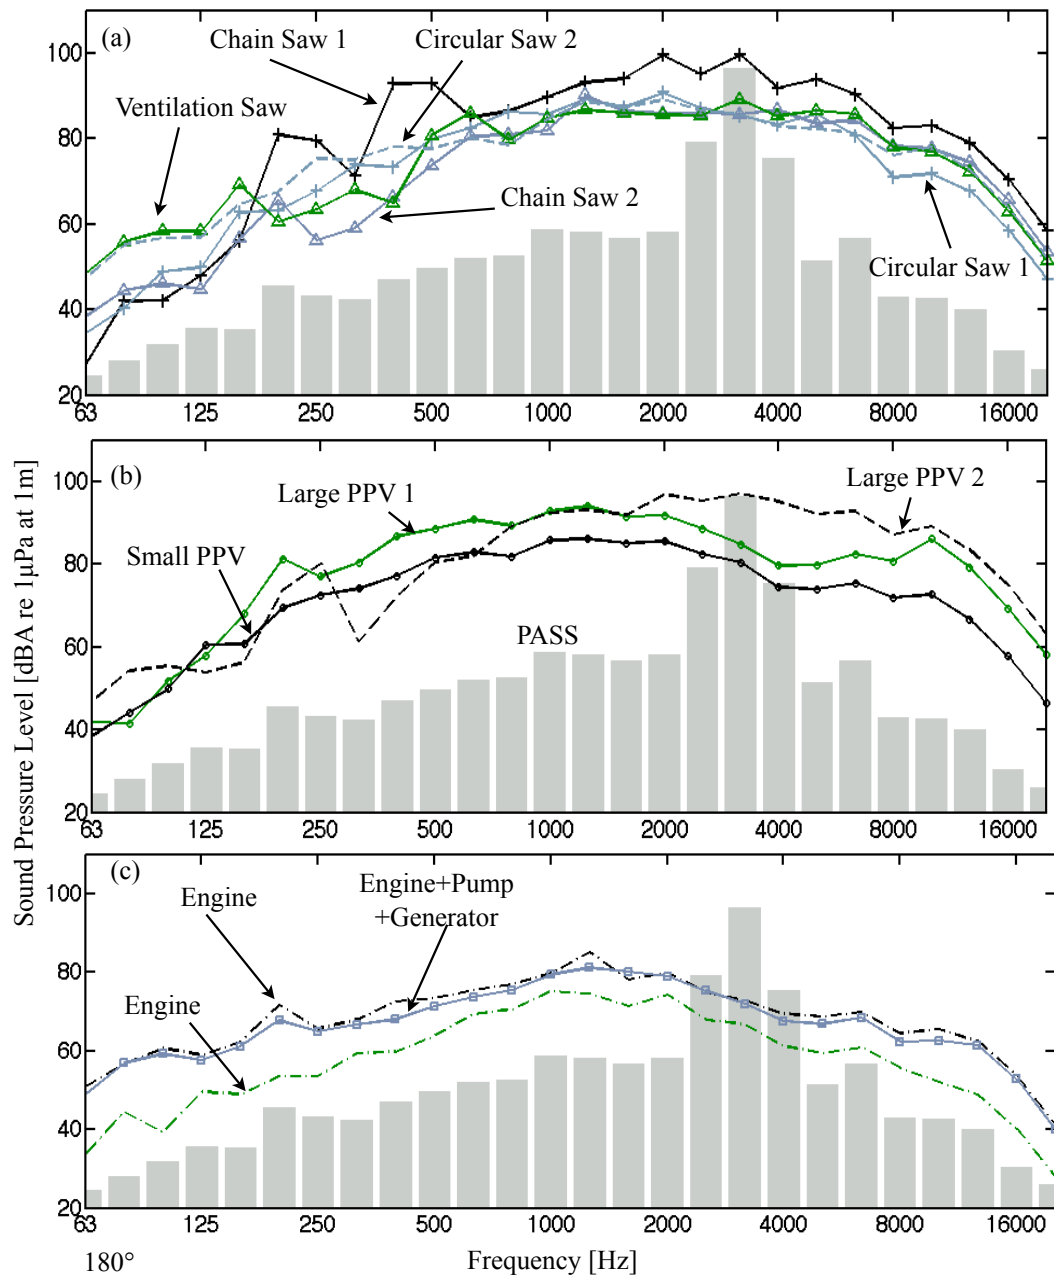 (a)
Chain Saw 1
Circular Saw 2
Ventilation Saw
Chain Saw 2
Circular Saw 1
100
80
60
40
20
63 125 250 500 1000 2000 4000 8000 16000
(b)
Large PPV 1
Large PPV 2
Small PPV
PASS
100
80
60
40
20
63 125 250 500 1000 2000 4000 8000 16000
Sound Pressure Level [dBA re 1µPa at 1m]
(c)
Engine
Engine+Pump
+Generator
Engine
100
80
60
40
20
63 125 250 500 1000 2000 4000 8000 16000
180°
Frequency [Hz]